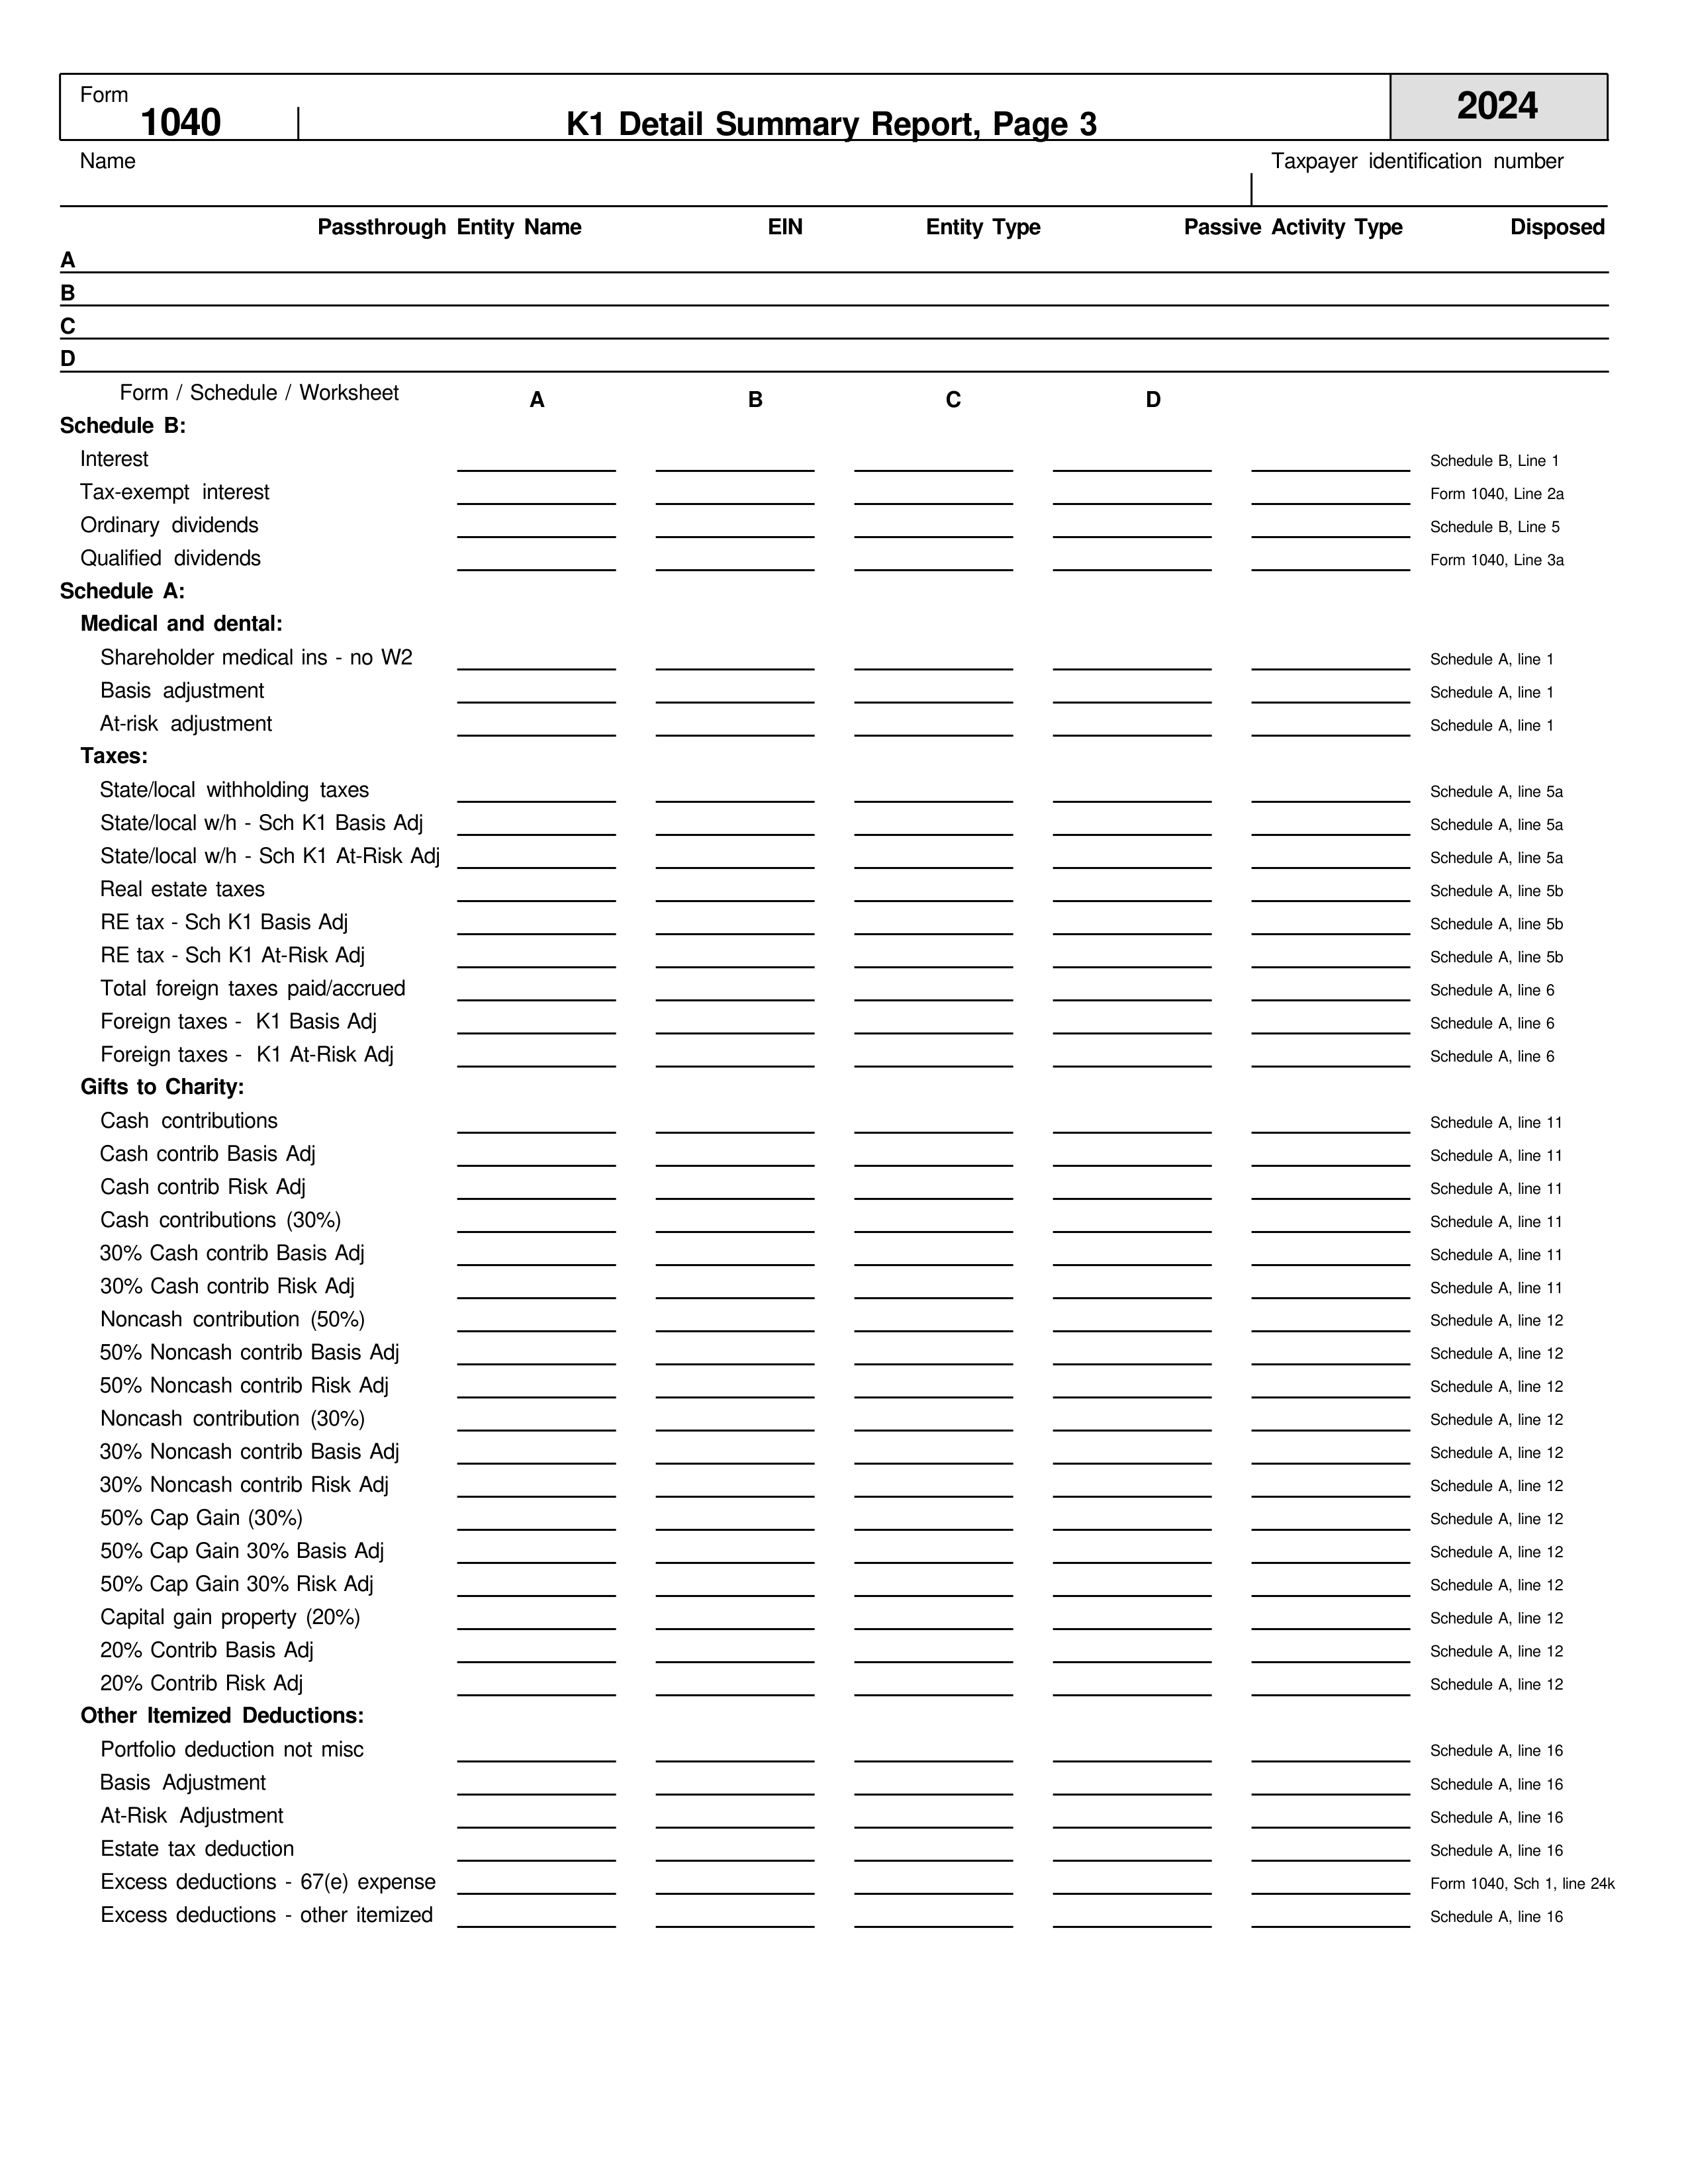 Form
1040 K1 Detail Summary Report, Page 3 2024
Name Taxpayer identification number
Passthrough Entity Name EIN Entity Type Passive Activity Type Disposed
A
B
C
D
Form / Schedule / Worksheet A B C D
Schedule B:
Interest Schedule B, Line 1
Tax-exempt interest Form 1040, Line 2a
Ordinary dividends Schedule B, Line 5
Qualified dividends Form 1040, Line 3a
Schedule A:
Medical and dental:
Shareholder medical ins - no W2 Schedule A, line 1
Basis adjustment Schedule A, line 1
At-risk adjustment Schedule A, line 1
Taxes:
State/local withholding taxes Schedule A, line 5a
State/local w/h - Sch K1 Basis Adj Schedule A, line 5a
State/local w/h - Sch K1 At-Risk Adj Schedule A, line 5a
Real estate taxes Schedule A, line 5b
RE tax - Sch K1 Basis Adj Schedule A, line 5b
RE tax - Sch K1 At-Risk Adj Schedule A, line 5b
Total foreign taxes paid/accrued Schedule A, line 6
Foreign taxes - K1 Basis Adj Schedule A, line 6
Foreign taxes - K1 At-Risk Adj Schedule A, line 6
Gifts to Charity:
Cash contributions Schedule A, line 11
Cash contrib Basis Adj Schedule A, line 11
Cash contrib Risk Adj Schedule A, line 11
Cash contributions (30%) Schedule A, line 11
30% Cash contrib Basis Adj Schedule A, line 11
30% Cash contrib Risk Adj Schedule A, line 11
Noncash contribution (50%) Schedule A, line 12
50% Noncash contrib Basis Adj Schedule A, line 12
50% Noncash contrib Risk Adj Schedule A, line 12
Noncash contribution (30%) Schedule A, line 12
30% Noncash contrib Basis Adj Schedule A, line 12
30% Noncash contrib Risk Adj Schedule A, line 12
50% Cap Gain (30%) Schedule A, line 12
50% Cap Gain 30% Basis Adj Schedule A, line 12
50% Cap Gain 30% Risk Adj Schedule A, line 12
Capital gain property (20%) Schedule A, line 12
20% Contrib Basis Adj Schedule A, line 12
20% Contrib Risk Adj Schedule A, line 12
Other Itemized Deductions:
Portfolio deduction not misc Schedule A, line 16
Basis Adjustment Schedule A, line 16
At-Risk Adjustment Schedule A, line 16
Estate tax deduction Schedule A, line 16
Excess deductions - 67(e) expense Form 1040, Sch 1, line 24k
Excess deductions - other itemized Schedule A, line 16